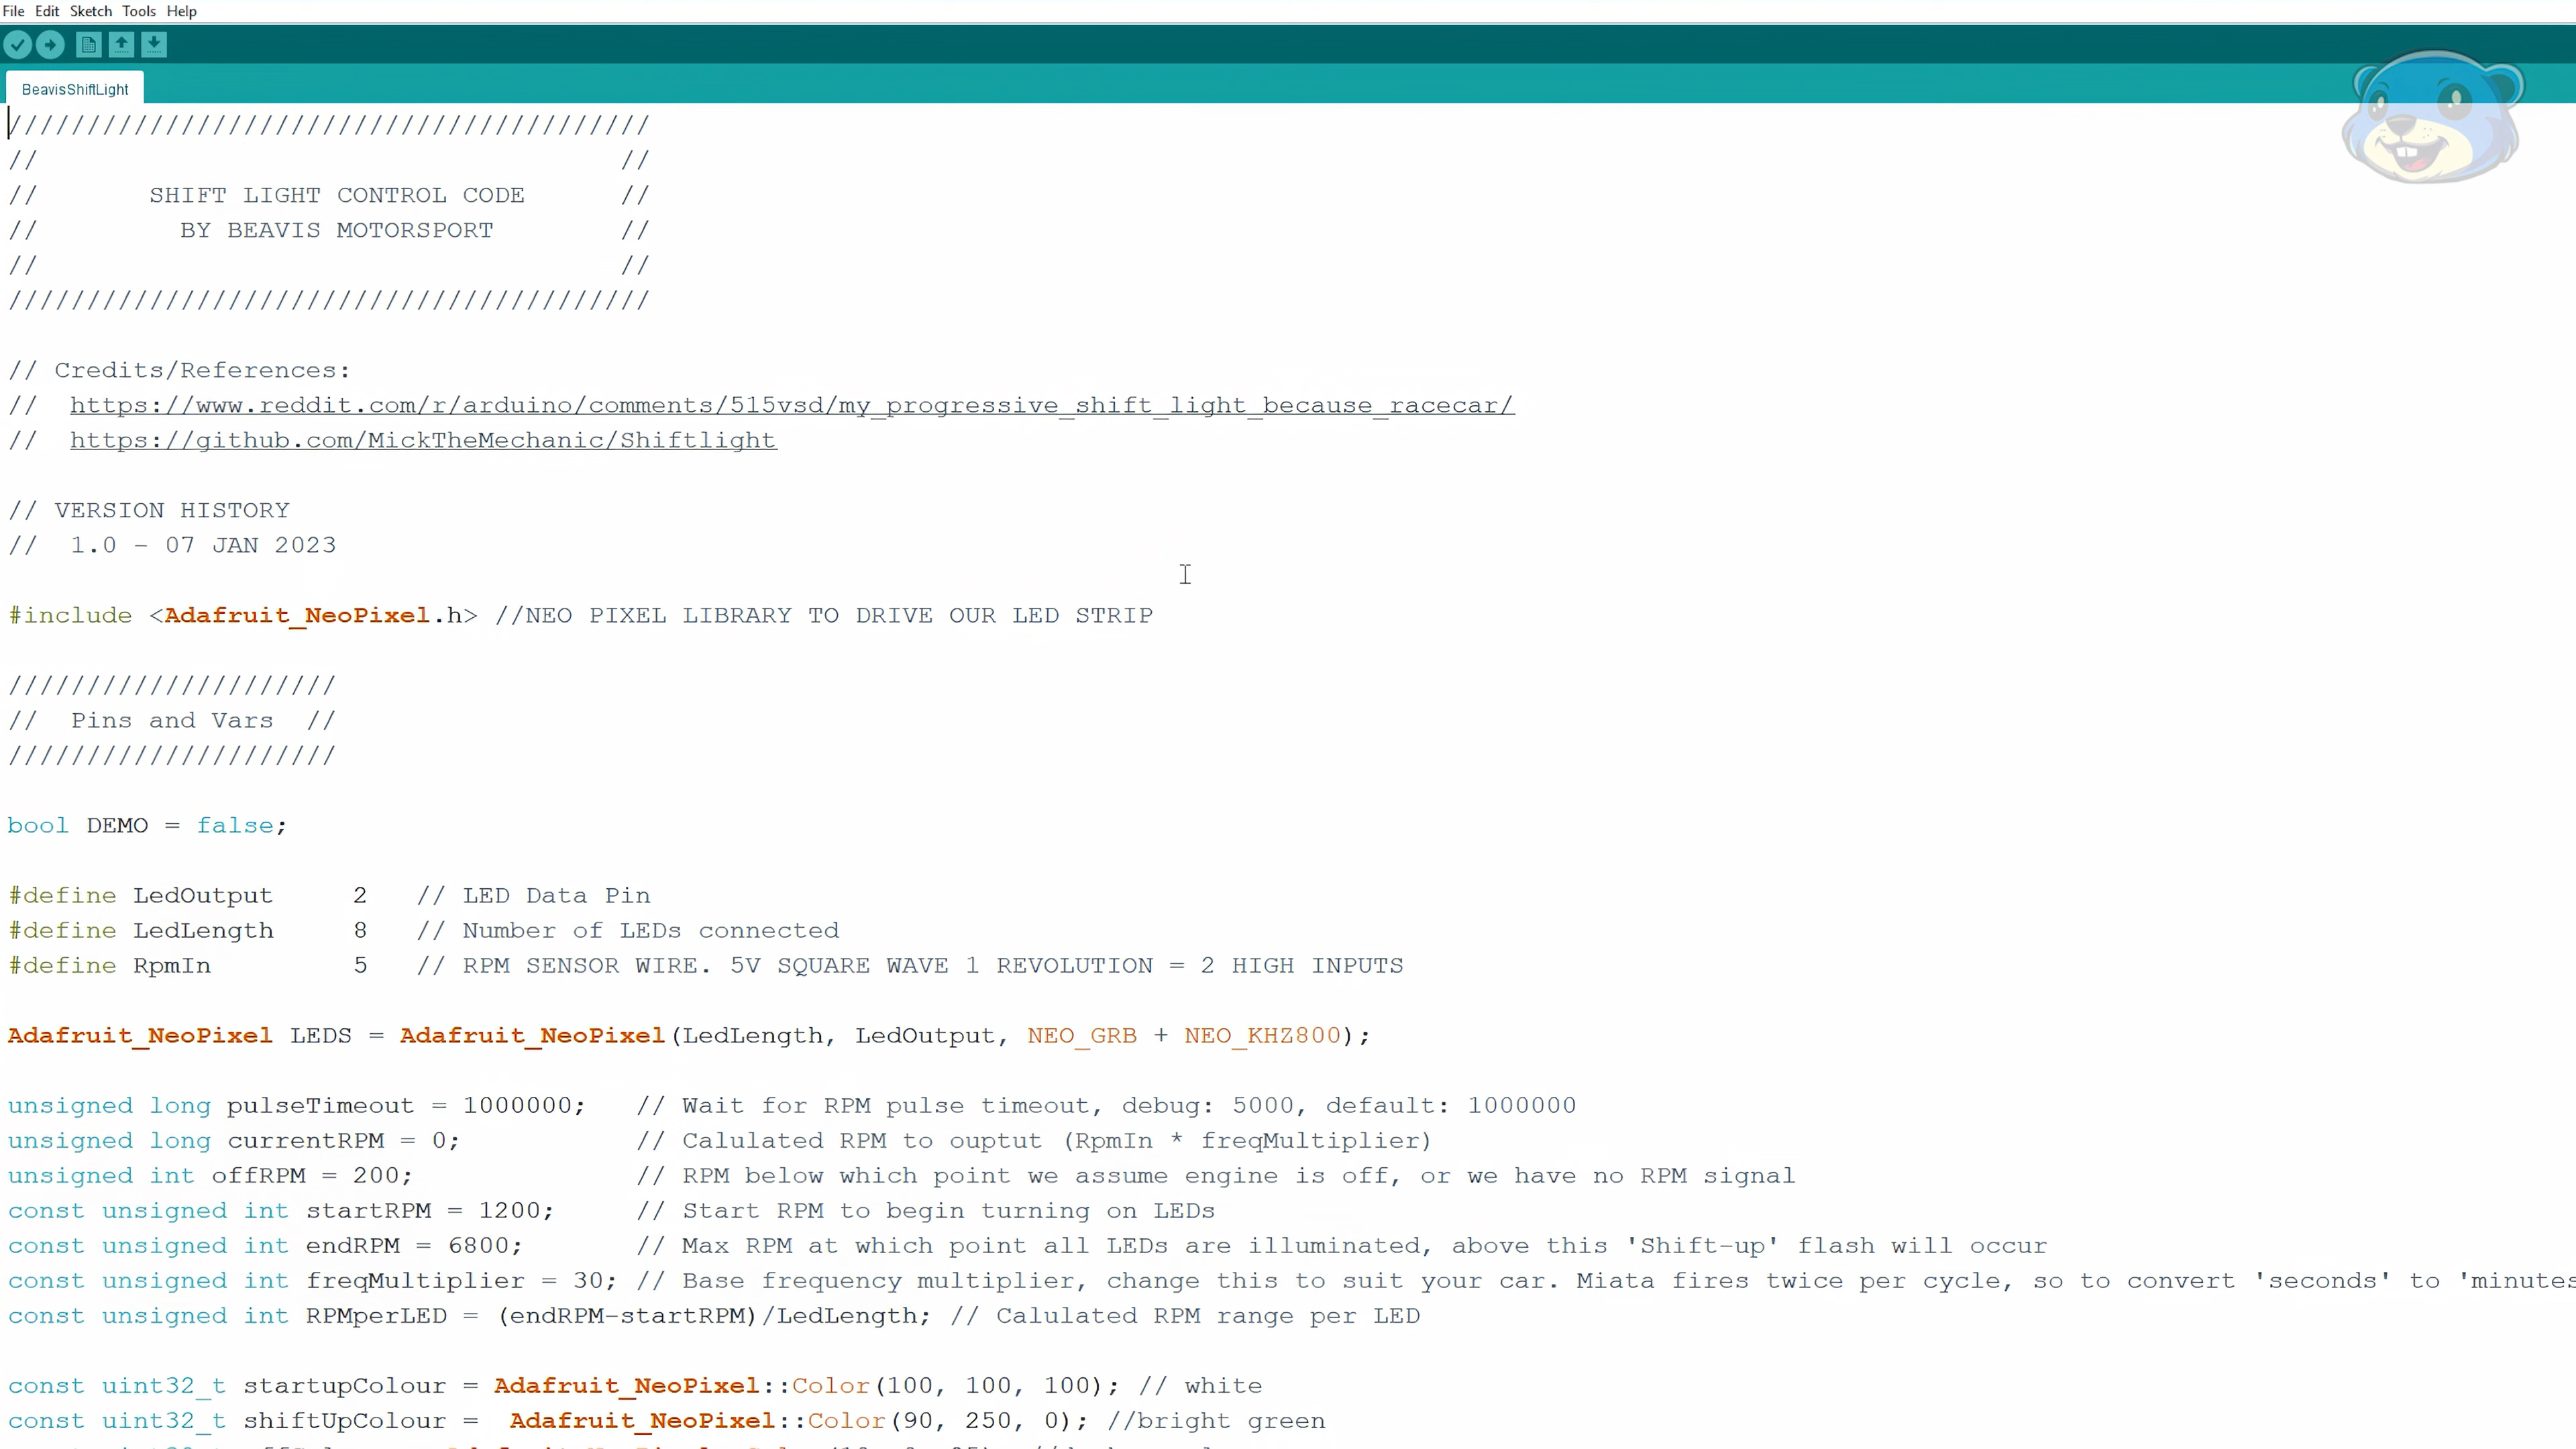 File Edit Sketch Tools Help
BeavisShiftLight
/////////////////////////////////////////
//                                     //
//       SHIFT LIGHT CONTROL CODE      //
//         BY BEAVIS MOTORSPORT        //
//                                     //
/////////////////////////////////////////
// Credits/References:
//  https://www.reddit.com/r/arduino/comments/515vsd/my_progressive_shift_light_because_racecar/
//  https://github.com/MickTheMechanic/Shiftlight
// VERSION HISTORY
//  1.0 - 07 JAN 2023
#include <Adafruit_NeoPixel.h> //NEO PIXEL LIBRARY TO DRIVE OUR LED STRIP
/////////////////////
//  Pins and Vars  //
/////////////////////
bool DEMO = false;
#define LedOutput     2   // LED Data Pin
#define LedLength     8   // Number of LEDs connected
#define RpmIn         5   // RPM SENSOR WIRE. 5V SQUARE WAVE 1 REVOLUTION = 2 HIGH INPUTS
Adafruit_NeoPixel LEDS = Adafruit_NeoPixel(LedLength, LedOutput, NEO_GRB + NEO_KHZ800);
unsigned long pulseTimeout = 1000000;   // Wait for RPM pulse timeout, debug: 5000, default: 1000000
unsigned long currentRPM = 0;           // Calulated RPM to ouptut (RpmIn * freqMultiplier)
unsigned int offRPM = 200;              // RPM below which point we assume engine is off, or we have no RPM signal
const unsigned int startRPM = 1200;     // Start RPM to begin turning on LEDs
const unsigned int endRPM = 6800;       // Max RPM at which point all LEDs are illuminated, above this 'Shift-up' flash will occur
const unsigned int freqMultiplier = 30; // Base frequency multiplier, change this to suit your car. Miata fires twice per cycle, so to convert 'seconds' to 'minutes
const unsigned int RPMperLED = (endRPM-startRPM)/LedLength; // Calulated RPM range per LED
const uint32_t startupColour = Adafruit_NeoPixel::Color(100, 100, 100); // white
const uint32_t shiftUpColour =  Adafruit_NeoPixel::Color(90, 250, 0); //bright green